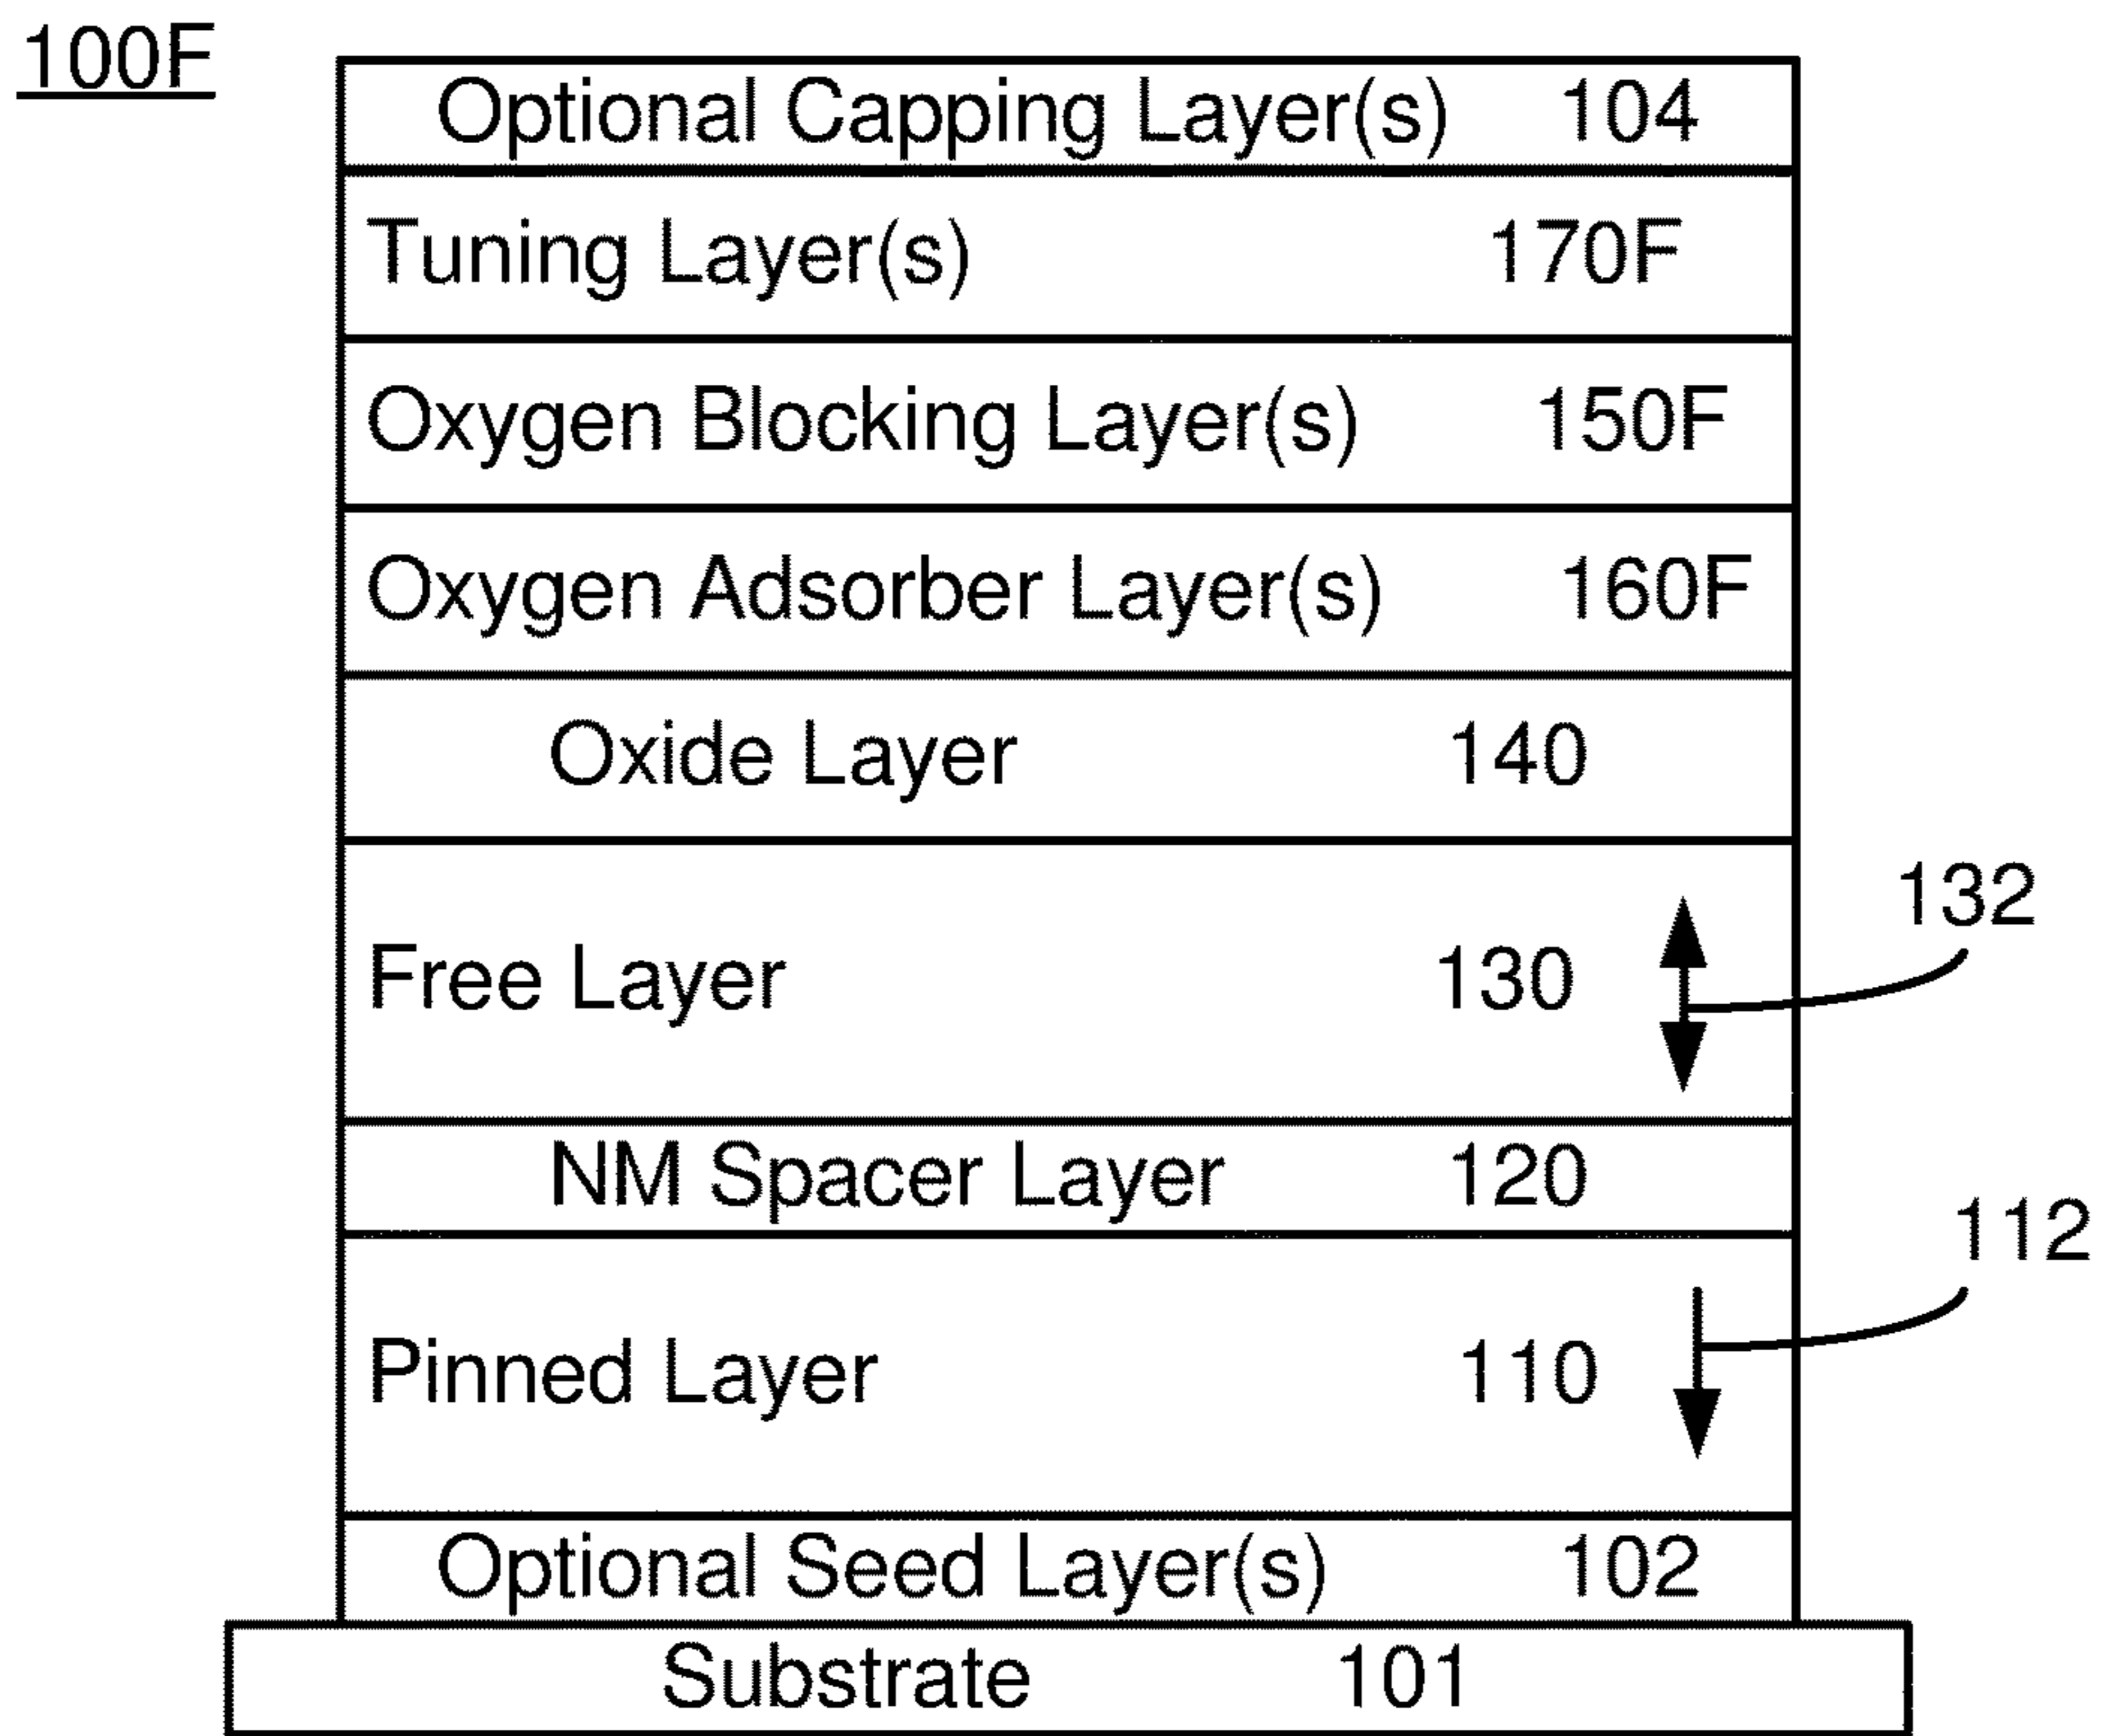 100F
Optional Capping Layer(s) 104
Tuning Layer(s) 170F
Oxygen Blocking Layer(s) 150F
Oxygen Adsorber Layer(s) 160F
Oxide Layer 140
132
Free Layer 130
NM Spacer Layer 120
112
Pinned Layer 110
Optional Seed Layer(s) 102
Substrate 101